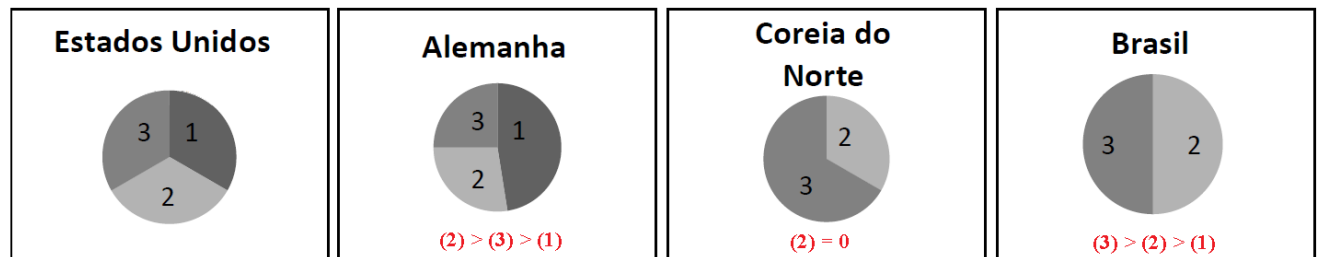 Estados Unidos
3 1
2
Alemanha
3 1
2
(2) > (3) > (1)
Coreia do
Norte
2
3
(2) = 0
Brasil
3 2
(3) > (2) > (1)